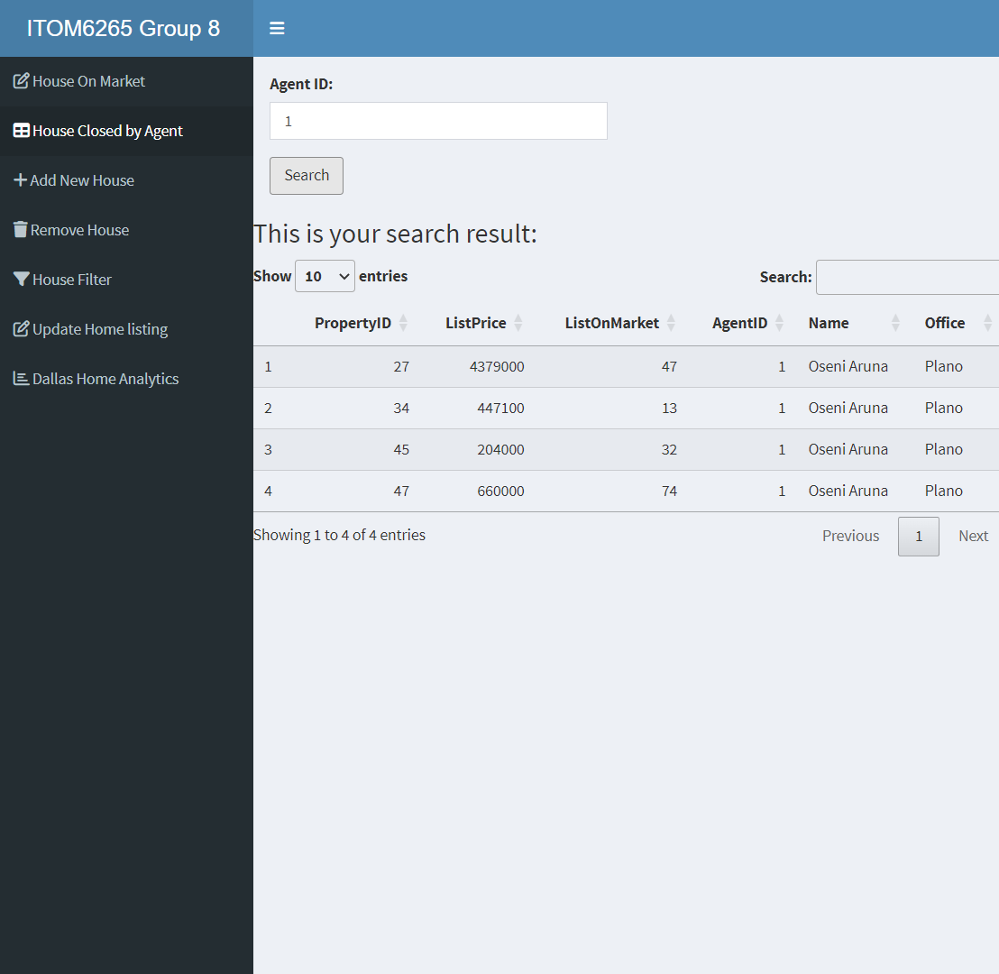 ITOM6265 Group 8
House On Market
House Closed by Agent
Add New House
Remove House
House Filter
Update Home listing
Dallas Home Analytics
Agent ID:
1
Search
This is your search result:
Show 10 entries Search:
PropertyID ListPrice ListOnMarket AgentID Name Office
1 27 4379000 47 1 Oseni Aruna Plano
2 34 447100 13 1 Oseni Aruna Plano
3 45 204000 32 1 Oseni Aruna Plano
4 47 660000 74 1 Oseni Aruna Plano
Showing 1 to 4 of 4 entries Previous 1 Next